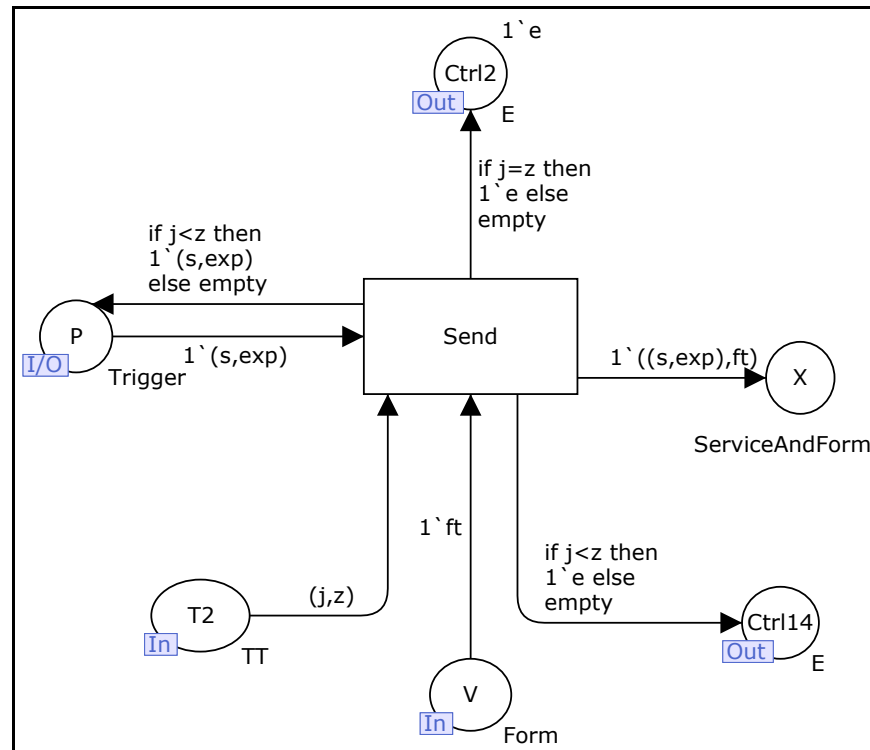 1`e
Ctrl2
Out
E
if j=z then
1`e else
empty
if j<z then
1`(s,exp)
else empty
P
I/O
Trigger
1`(s,exp)
Send
1`((s,exp),ft)
X
ServiceAndForm
1`ft
if j<z then
1`e else
empty
(j,z)
T2
In
TT
Ctrl14
Out
E
V
In
Form